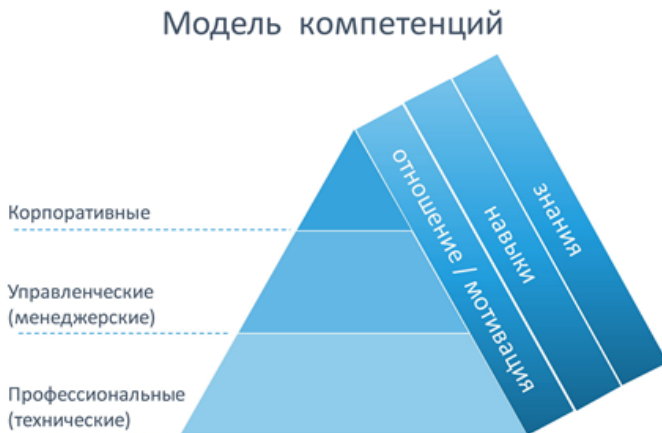 Модель компетенций
Корпоративные
Управленческие
(менеджерские)
Профессиональные
(технические)
отношение / мотивация
навыки
знания